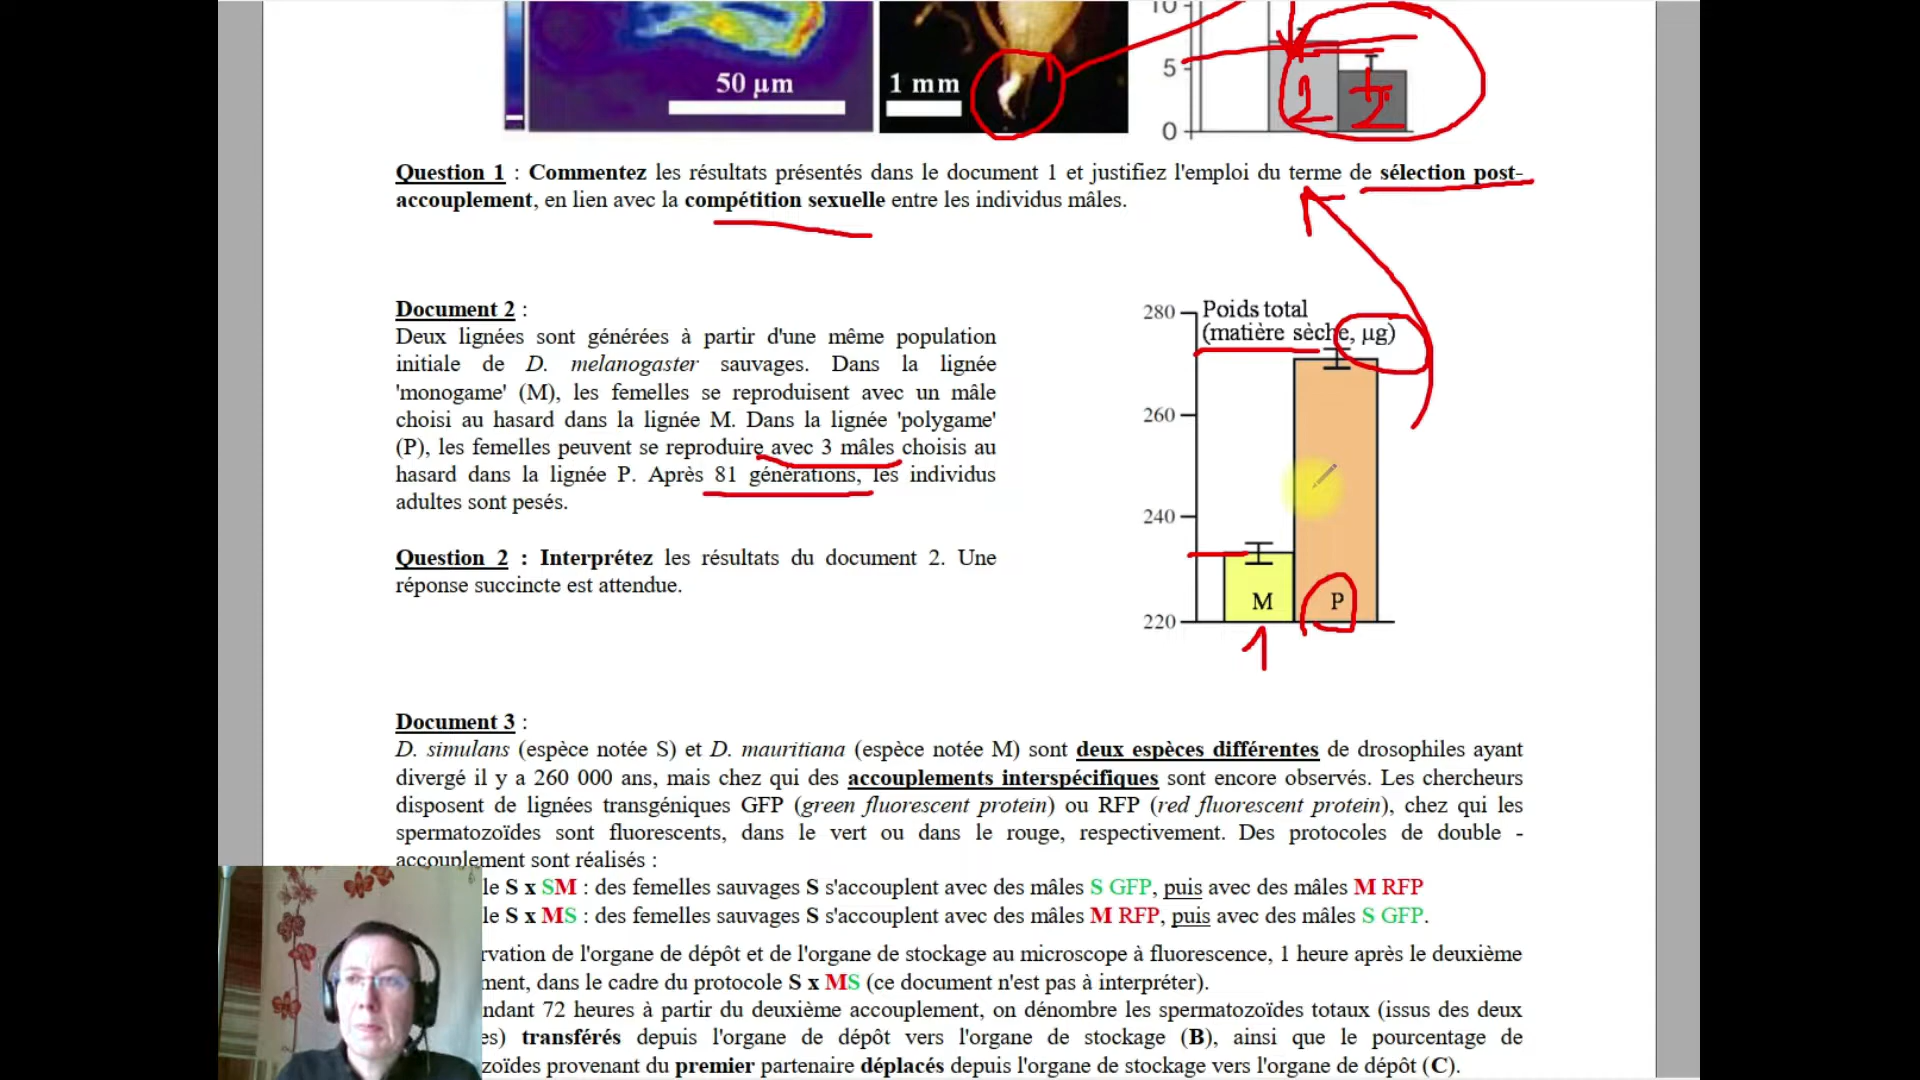 10
50 µm
1 mm
5
2
1
2
0
Question 1 : Commentez les résultats présentés dans le document 1 et justifiez l'emploi du terme de sélection post-
accouplement, en lien avec la compétition sexuelle entre les individus mâles.
Document 2 :
Deux lignées sont générées à partir d'une même population
initiale de D. melanogaster sauvages. Dans la lignée
'monogame' (M), les femelles se reproduisent avec un mâle
choisi au hasard dans la lignée M. Dans la lignée 'polygame'
(P), les femelles peuvent se reproduire avec 3 mâles choisis au
hasard dans la lignée P. Après 81 générations, les individus
adultes sont pesés.
Question 2 : Interprétez les résultats du document 2. Une
réponse succincte est attendue.
280
Poids total
(matière sèche, µg)
260
240
220
M
P
1
Document 3 :
D. simulans (espèce notée S) et D. mauritiana (espèce notée M) sont deux espèces différentes de drosophiles ayant
divergé il y a 260 000 ans, mais chez qui des accouplements interspécifiques sont encore observés. Les chercheurs
disposent de lignées transgéniques GFP (green fluorescent protein) ou RFP (red fluorescent protein), chez qui les
spermatozoïdes sont fluorescents, dans le vert ou dans le rouge, respectivement. Des protocoles de double -
accouplement sont réalisés :
le S x SM : des femelles sauvages S s'accouplent avec des mâles S GFP, puis avec des mâles M RFP
le S x MS : des femelles sauvages S s'accouplent avec des mâles M RFP, puis avec des mâles S GFP.
rvation de l'organe de dépôt et de l'organe de stockage au microscope à fluorescence, 1 heure après le deuxième
ment, dans le cadre du protocole S x MS (ce document n'est pas à interpréter).
ndant 72 heures à partir du deuxième accouplement, on dénombre les spermatozoïdes totaux (issus des deux
es) transférés depuis l'organe de dépôt vers l'organe de stockage (B), ainsi que le pourcentage de
zoïdes provenant du premier partenaire déplacés depuis l'organe de stockage vers l'organe de dépôt (C).